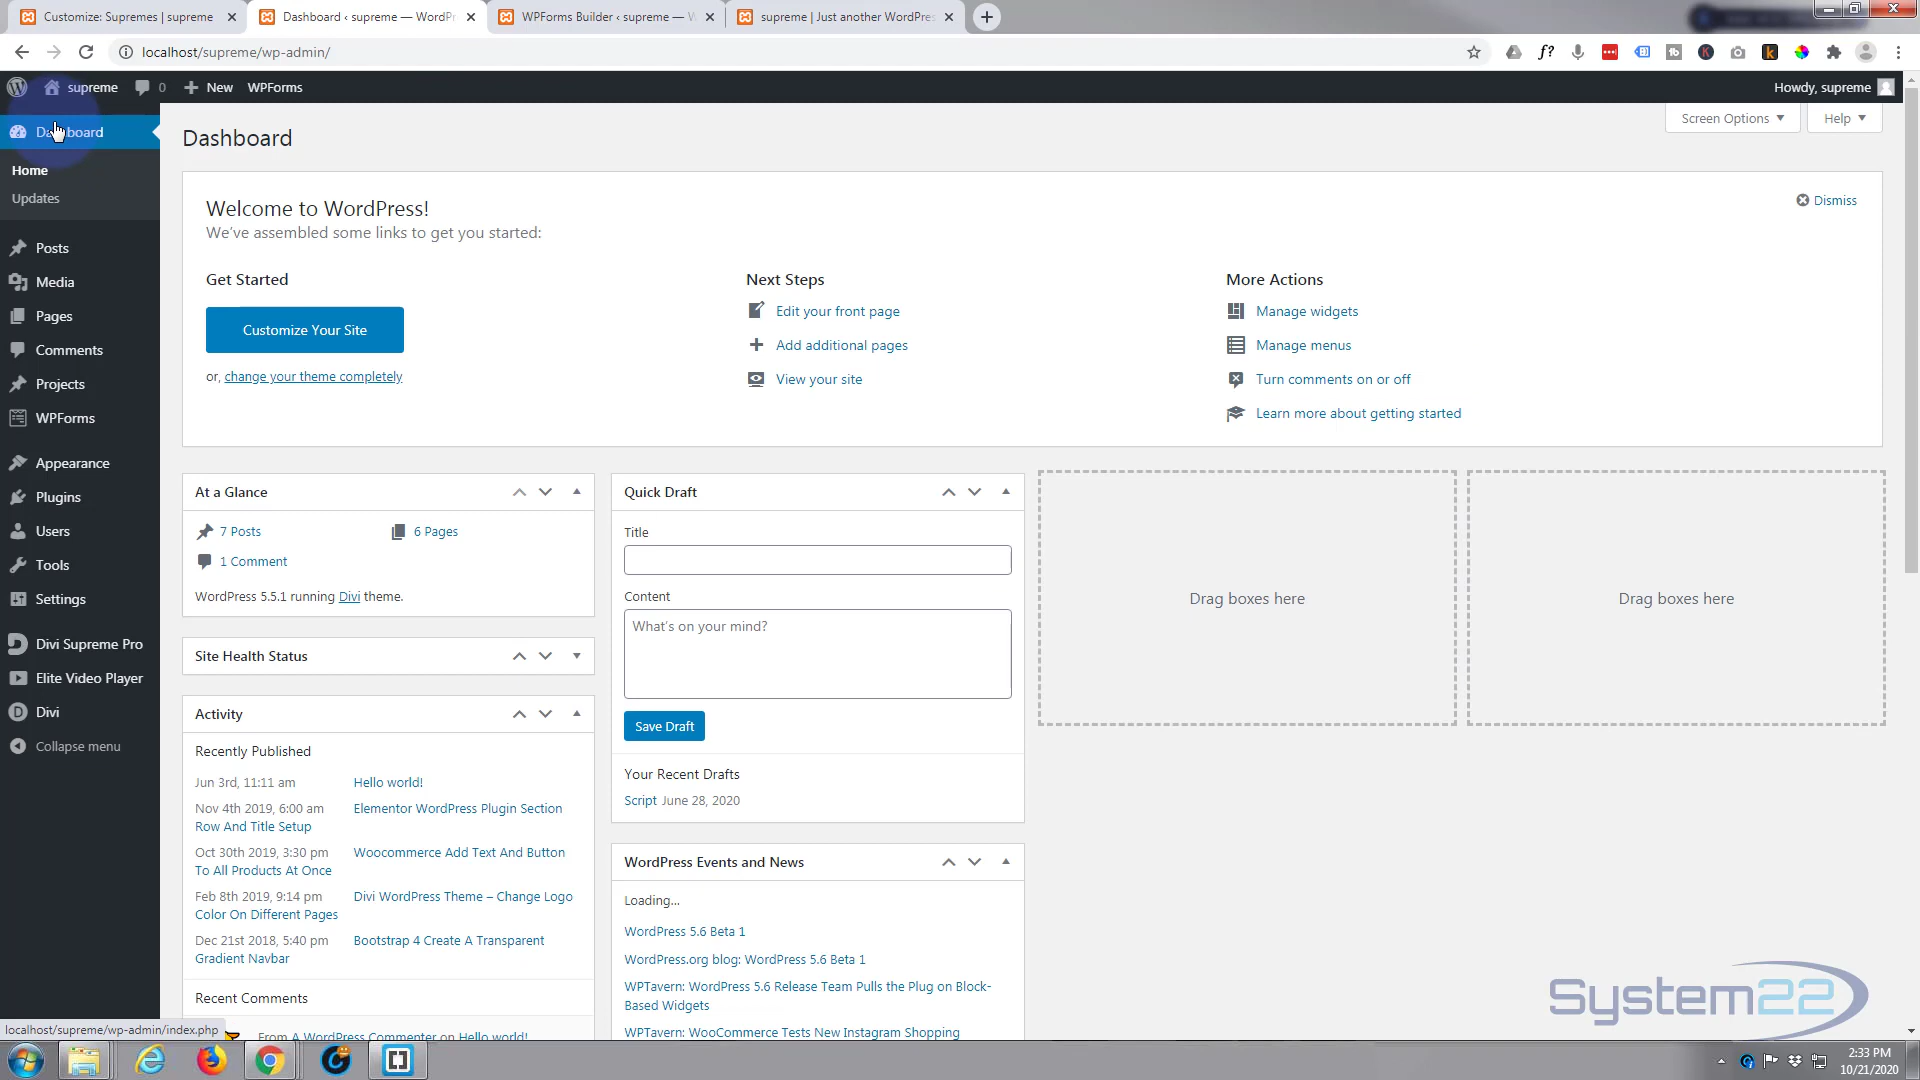 Customize: Supremes | supreme
Dashboard ‹ supreme — WordPr
WPForms Builder ‹ supreme — W
supreme | Just another WordPres
localhost/supreme/wp-admin/
supreme
0
New
WPForms
Howdy, supreme
Dashboard
Home
Updates
Posts
Media
Pages
Comments
Projects
WPForms
Appearance
Plugins
Users
Tools
Settings
Divi Supreme Pro
Elite Video Player
Divi
Collapse menu
Dashboard
Screen Options
Help
Welcome to WordPress!
We've assembled some links to get you started:
Dismiss
Get Started
Customize Your Site
or, change your theme completely
Next Steps
Edit your front page
Add additional pages
View your site
More Actions
Manage widgets
Manage menus
Turn comments on or off
Learn more about getting started
At a Glance
7 Posts
6 Pages
1 Comment
WordPress 5.5.1 running Divi theme.
Site Health Status
Activity
Recently Published
Jun 3rd, 11:11 am Hello world!
Nov 4th 2019, 6:00 am Elementor WordPress Plugin Section
Row And Title Setup
Oct 30th 2019, 3:30 pm Woocommerce Add Text And Button
To All Products At Once
Feb 8th 2019, 9:14 pm Divi WordPress Theme – Change Logo
Color On Different Pages
Dec 21st 2018, 5:40 pm Bootstrap 4 Create A Transparent
Gradient Navbar
Recent Comments
From A WordPress Commenter on Hello world!
Quick Draft
Title
Content
What's on your mind?
Save Draft
Your Recent Drafts
Script June 28, 2020
WordPress Events and News
Loading...
WordPress 5.6 Beta 1
WordPress.org blog: WordPress 5.6 Beta 1
WPTavern: WordPress 5.6 Release Team Pulls the Plug on Block-
Based Widgets
WPTavern: WooCommerce Tests New Instagram Shopping
Drag boxes here
Drag boxes here
System22
localhost/supreme/wp-admin/index.php
2:33 PM
10/21/2020